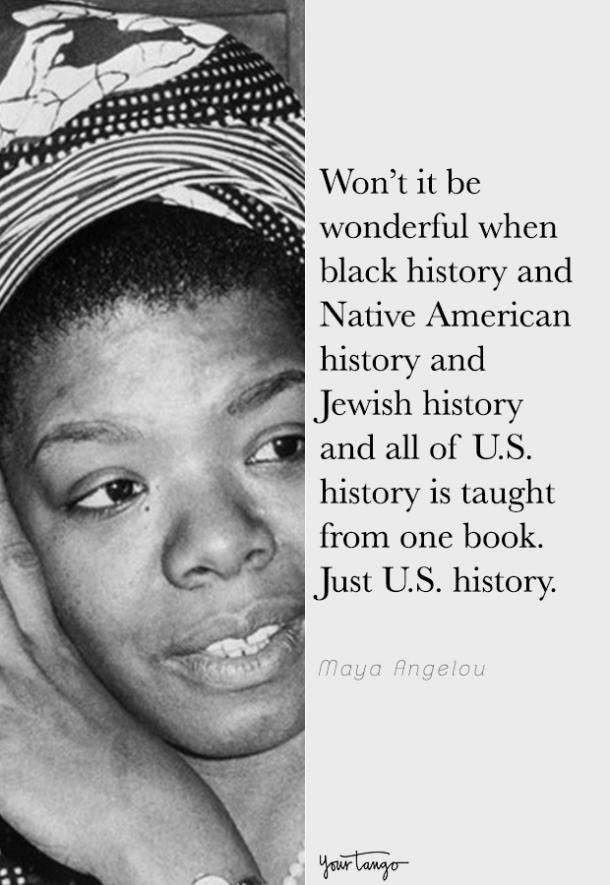 Won’t it be
wonderful when
black history and
Native American
history and
Jewish history
and all of U.S.
history is taught
from one book.
Just U.S. history.
Maya Angelou
yourtango